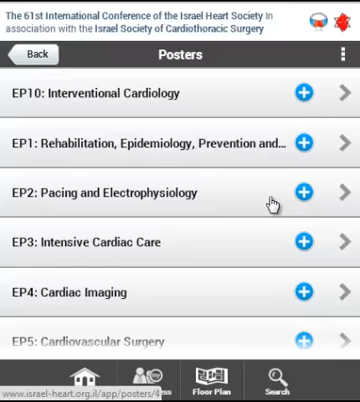 The 61st International Conference of the Israel Heart Society In
association with the Israel Society of Cardiothoracic Surgery
Back
Posters
EP10: Interventional Cardiology
EP1: Rehabilitation, Epidemiology, Prevention and...
EP2: Pacing and Electrophysiology
EP3: Intensive Cardiac Care
EP4: Cardiac Imaging
EP5: Cardiovascular Surgery
Floor Plan
Search
www.israel-heart.org.il/app/posters/4